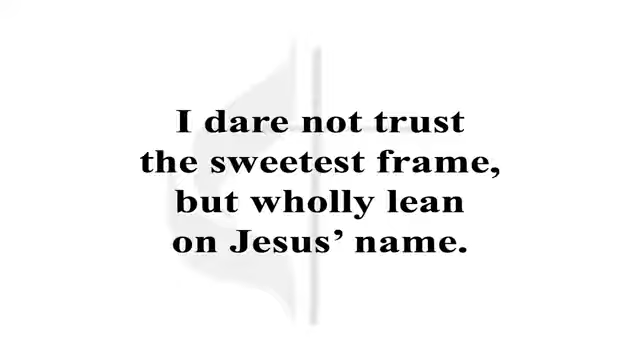 I dare not trust
the sweetest frame,
but wholly lean
on Jesus’ name.